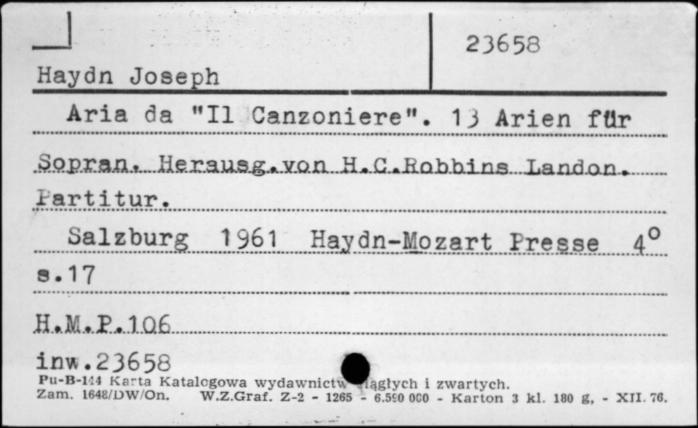 23658
Haydn Joseph
Aria da "Il Canzoniere". 13 Arien für
Sopran. Herausg.von H.C.Robbins Landon.
Partitur.
Salzburg 1961 Haydn-Mozart Presse 4°
s.17
H.M.P.106
inw.23658
Pu-B-144 Karta Katalogowa wydawnictw ciągłych i zwartych.
Zam. 1648/DW/On. W.Z.Graf. Z-2 - 1265 - 6.590 000 - Karton 3 kl. 180 g, - XII. 76.